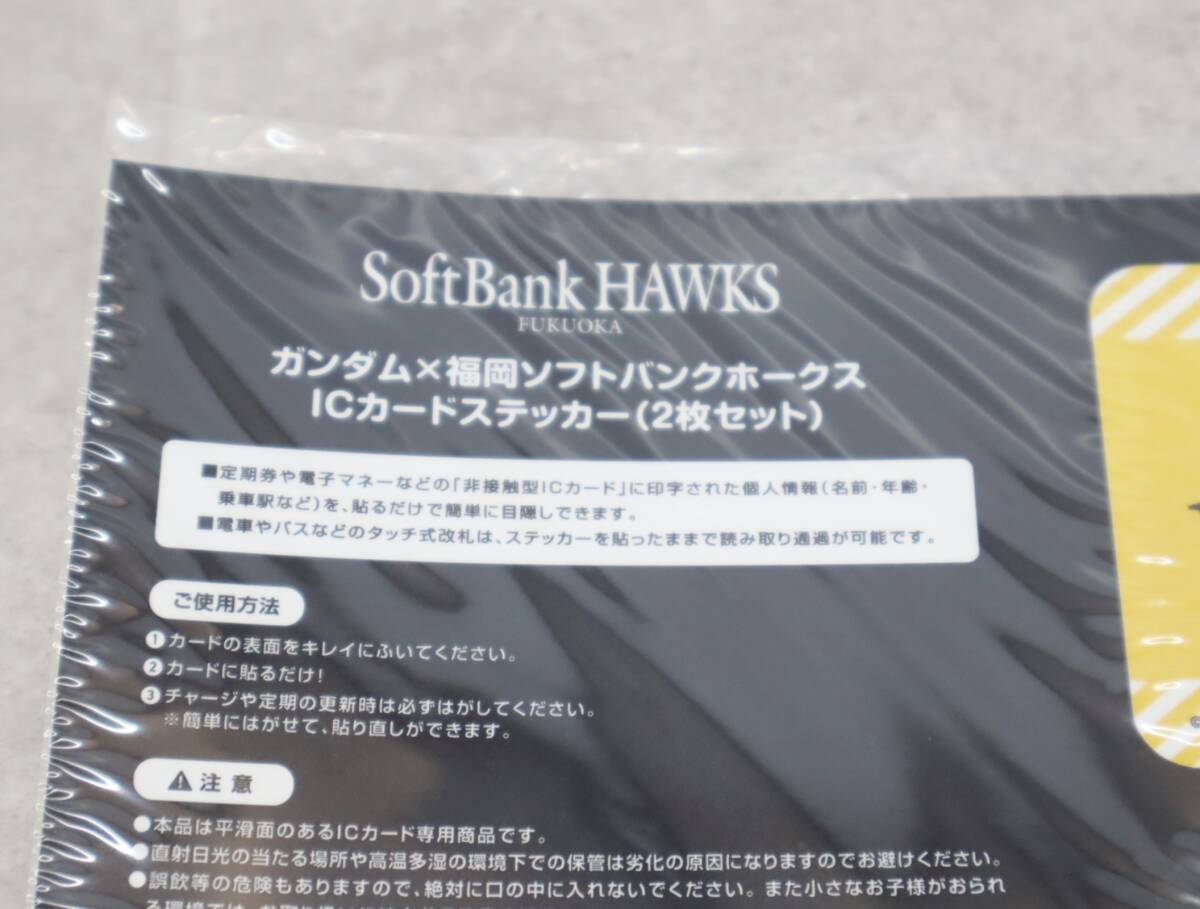 SoftBank HAWKS
FUKUOKA
ガンダム×福岡ソフトバンクホークス
ICカードステッカー(2枚セット)
■定期券や電子マネーなどの「非接触型ICカード」に印字された個人情報(名前・年齢・
乗車駅など)を、貼るだけで簡単に目隠しできます。
■電車やバスなどのタッチ式改札は、ステッカーを貼ったままで読み取り通過が可能です。
ご使用方法
❶カードの表面をキレイにふいてください。
❷カードに貼るだけ!
❸チャージや定期の更新時は必ずはがしてください。
※簡単にはがせて、貼り直しができます。
⚠注意
●本品は平滑面のあるICカード専用商品です。
●直射日光の当たる場所や高温多湿の環境下での保管は劣化の原因になりますのでお避けください。
●誤飲等の危険もありますので、絶対に口の中に入れないでください。また小さなお子様がおられ
る環境では、
©